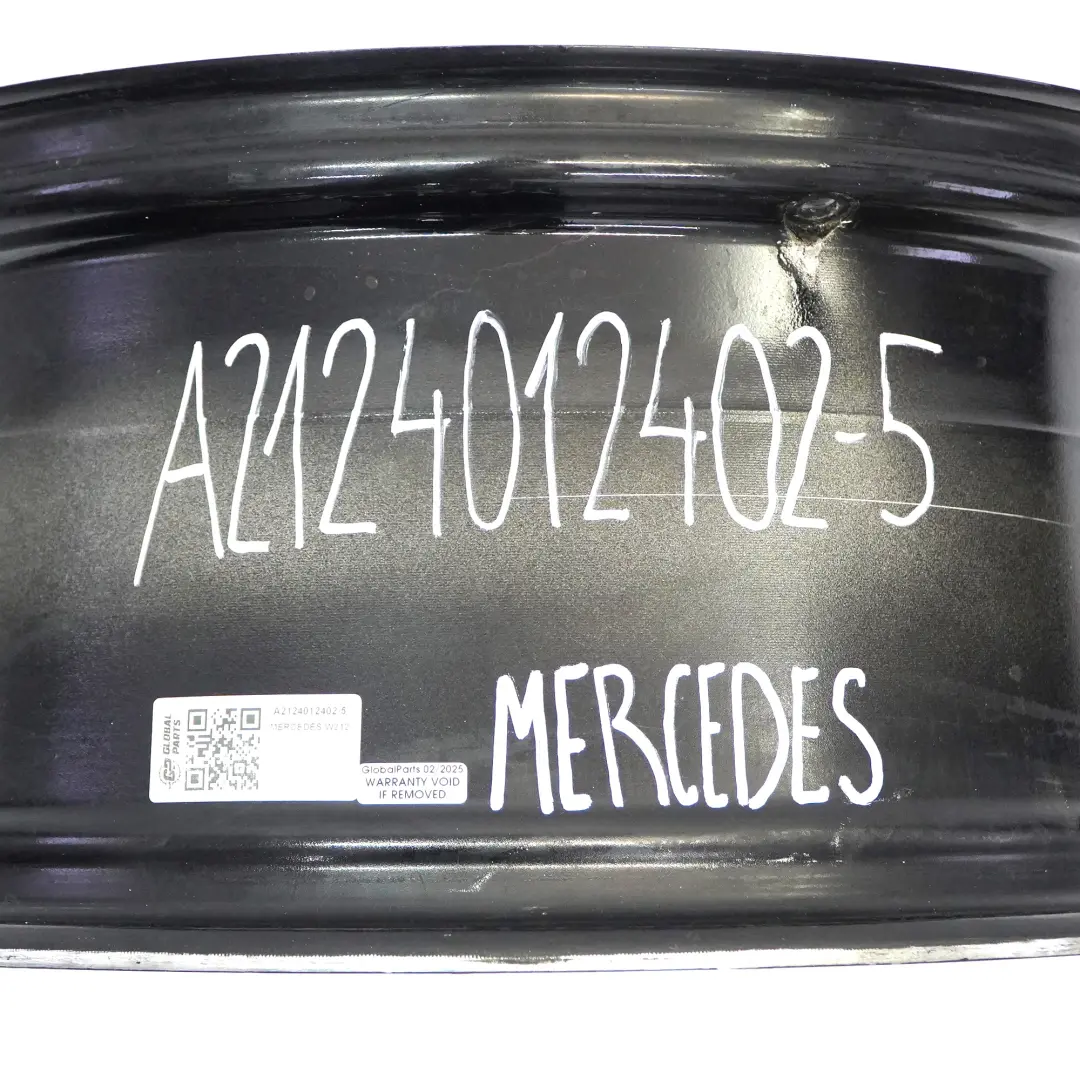 A2124012402-5
MERCEDES
GLOBAL
PARTS
A2124012402-5
MERCEDES W212
GlobalParts 02/2025
WARRANTY VOID
IF REMOVED